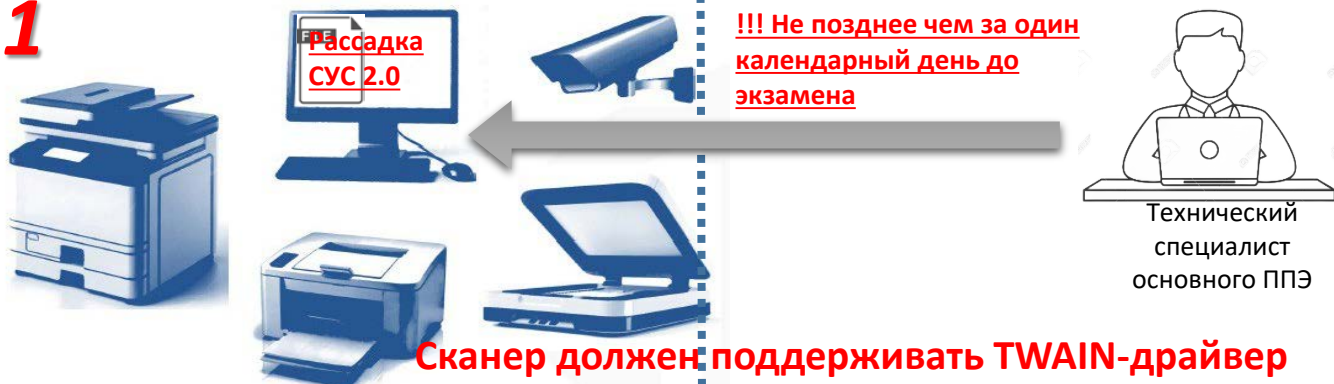 1
PDF
Рассадка
СУС 2.0
!!! Не позднее чем за один
календарный день до
экзамена
Технический
специалист
основного ППЭ
Сканер должен поддерживать TWAIN-драйвер